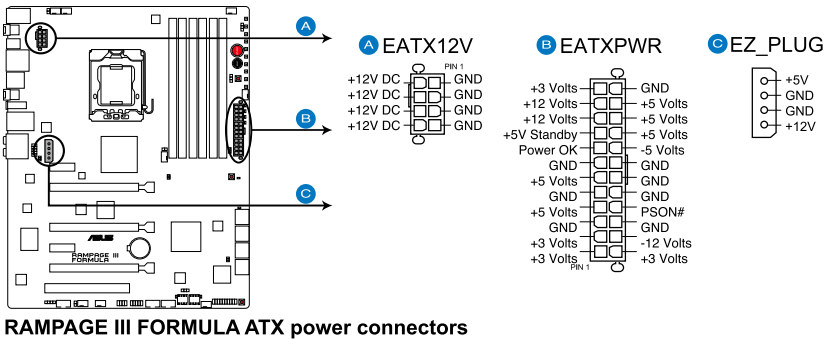 A
B
C
ASUS
RAMPAGE III
FORMULA
A EATX12V
PIN 1
+12V DC GND
+12V DC GND
+12V DC GND
+12V DC GND
B EATXPWR
+3 Volts GND
+12 Volts +5 Volts
+12 Volts +5 Volts
+5V Standby +5 Volts
Power OK -5 Volts
GND GND
+5 Volts GND
GND GND
+5 Volts PSON#
GND GND
+3 Volts -12 Volts
+3 Volts +3 Volts
PIN 1
C EZ_PLUG
+5V
GND
GND
+12V
RAMPAGE III FORMULA ATX power connectors